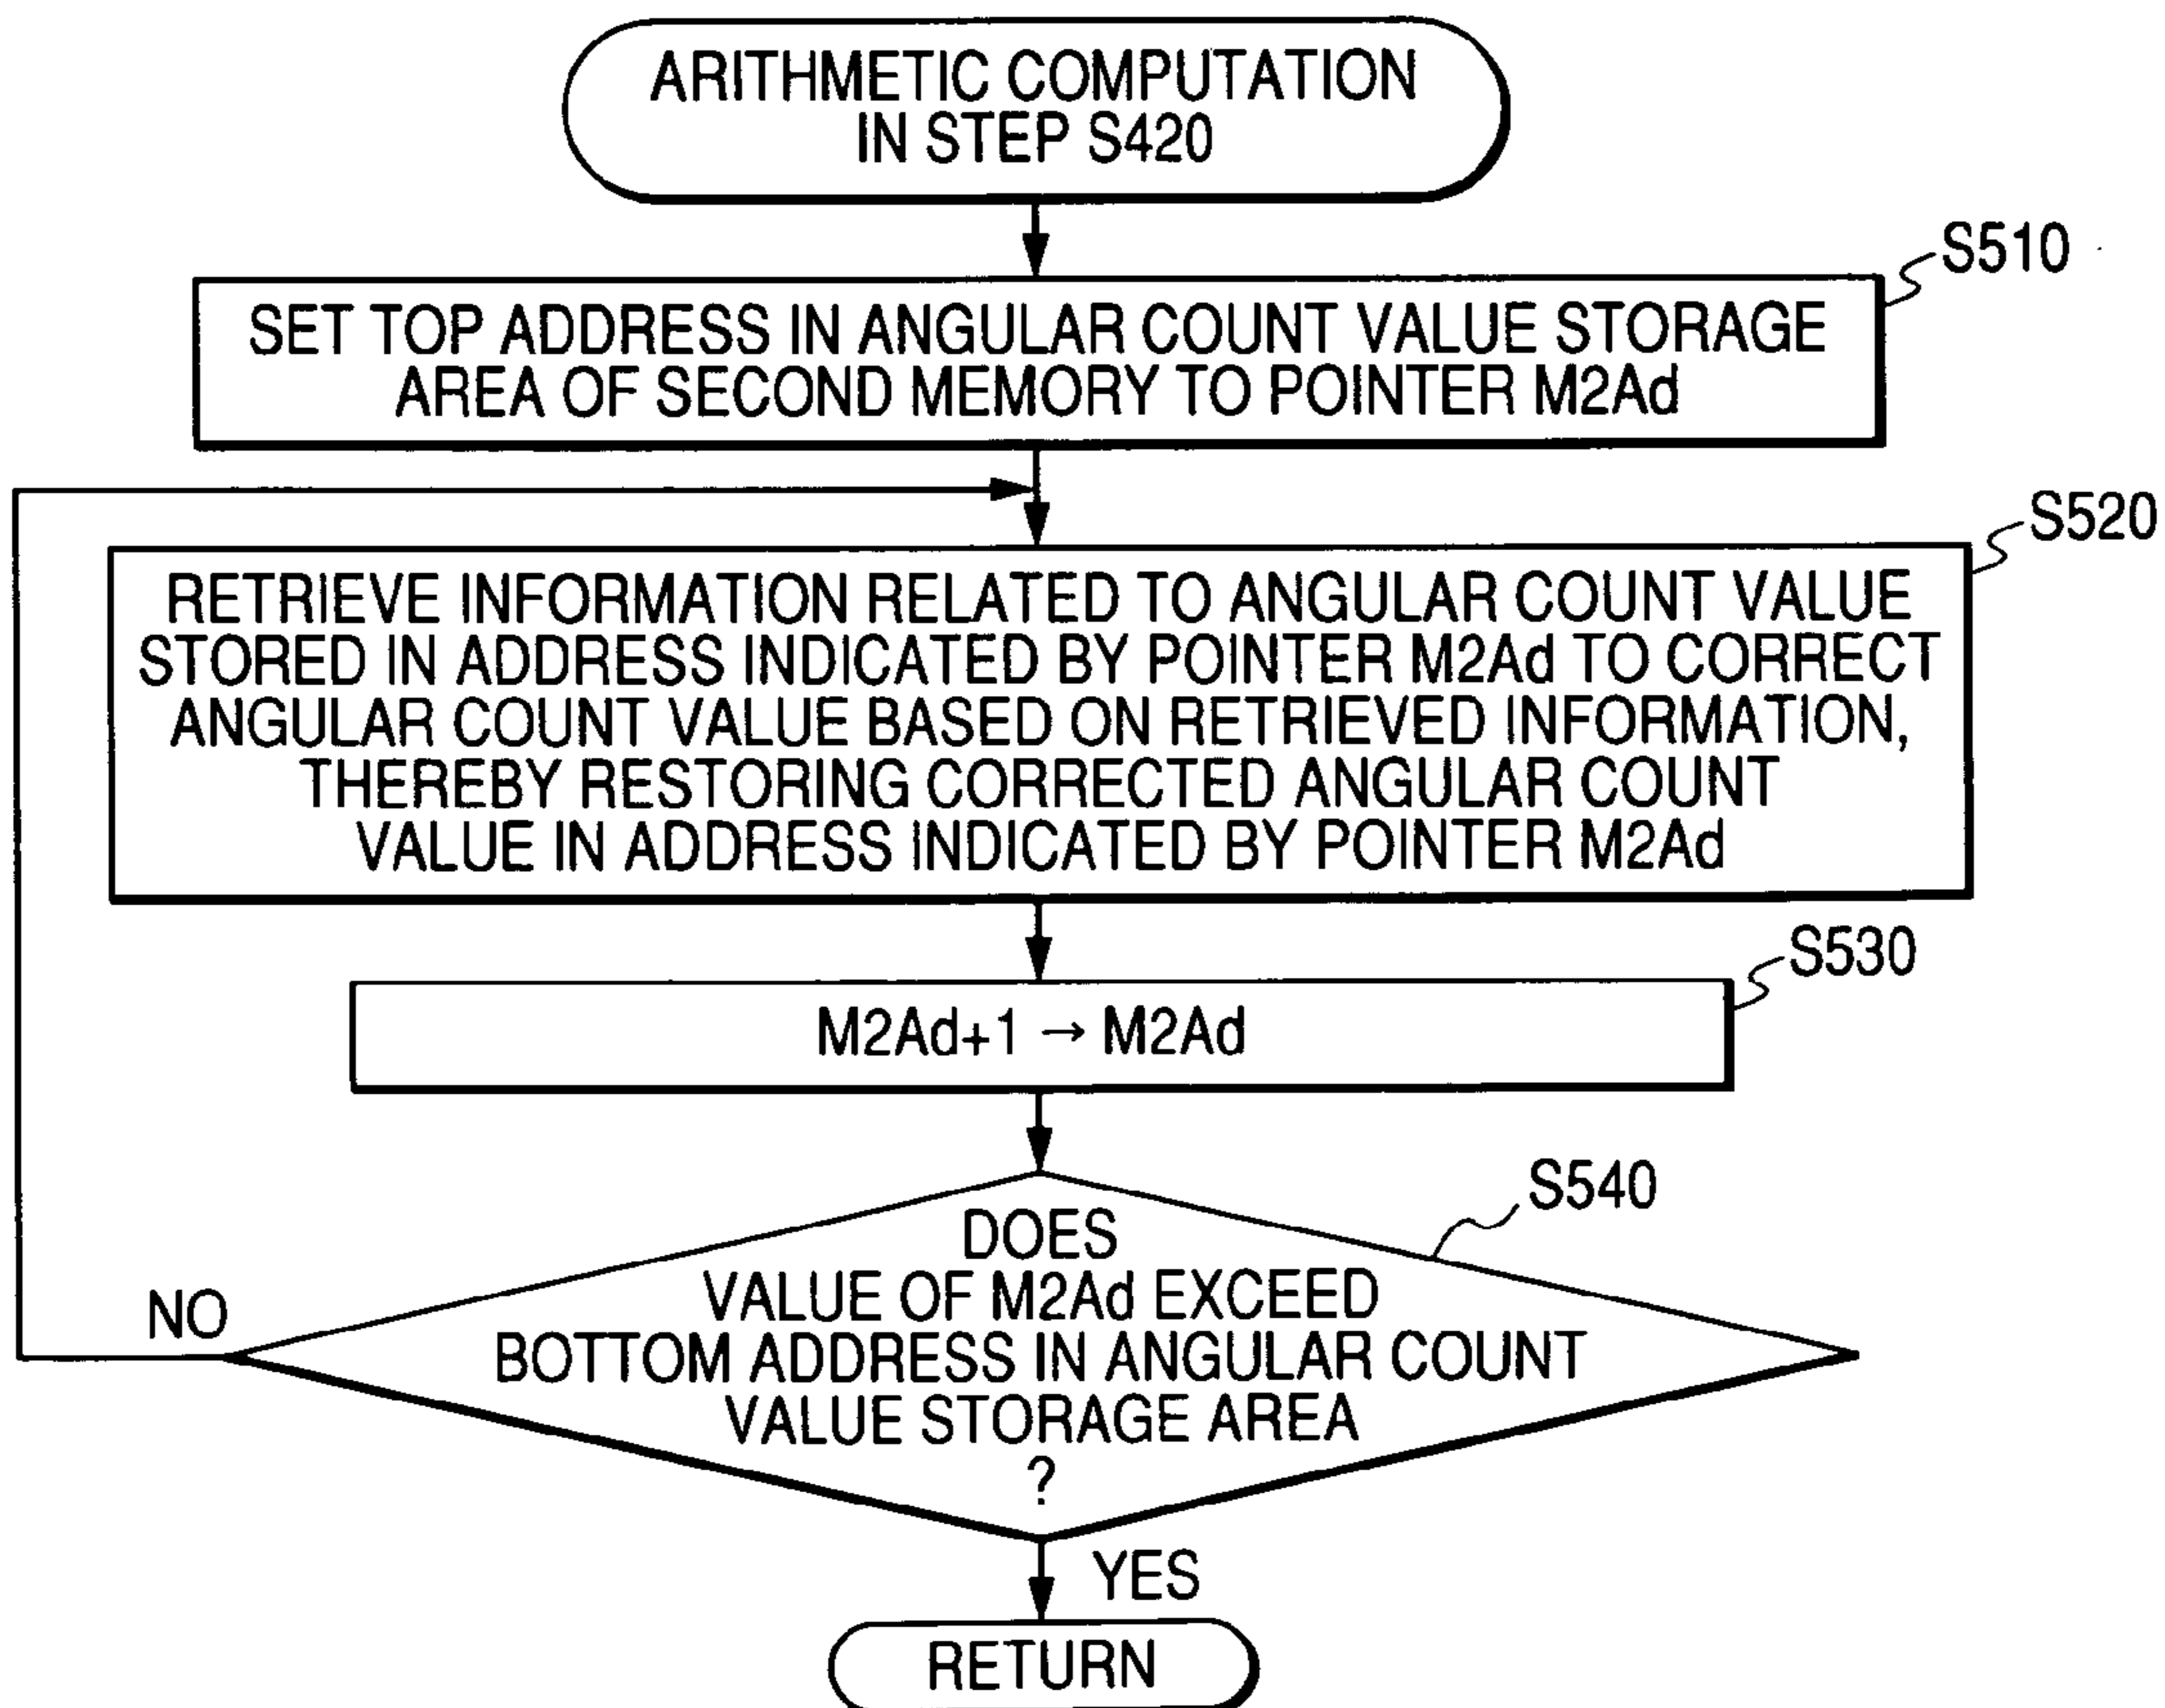 ARITHMETIC COMPUTATION
IN STEP S420
S510
SET TOP ADDRESS IN ANGULAR COUNT VALUE STORAGE
AREA OF SECOND MEMORY TO POINTER M2Ad
S520
RETRIEVE INFORMATION RELATED TO ANGULAR COUNT VALUE
STORED IN ADDRESS INDICATED BY POINTER M2Ad TO CORRECT
ANGULAR COUNT VALUE BASED ON RETRIEVED INFORMATION,
THEREBY RESTORING CORRECTED ANGULAR COUNT
VALUE IN ADDRESS INDICATED BY POINTER M2Ad
S530
M2Ad+1 → M2Ad
S540
DOES
VALUE OF M2Ad EXCEED
BOTTOM ADDRESS IN ANGULAR COUNT
VALUE STORAGE AREA
?
NO
YES
RETURN